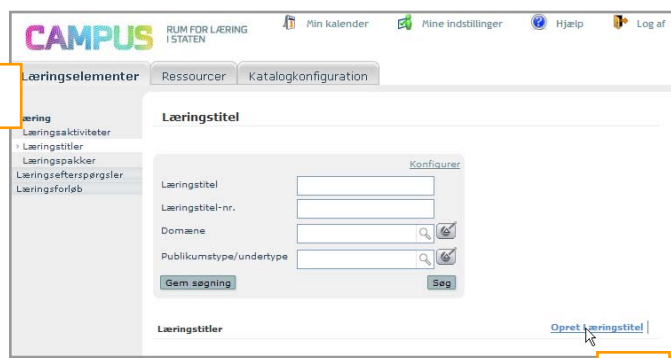 CAMPUS RUM FOR LÆRING I STATEN
Min kalender Mine indstillinger Hjælp Log af
Læringselementer Ressourcer Katalogkonfiguration
Læringsaktiviteter
Læringstitler
Læringspakker
Læringsefterspørgsler
Læringsforløb
Læringstitel
Konfigurer
Læringstitel
Læringstitel-nr.
Domæne
Publikumstype/undertype
Gem søgning Søg
Læringstitler Opret Læringstitel